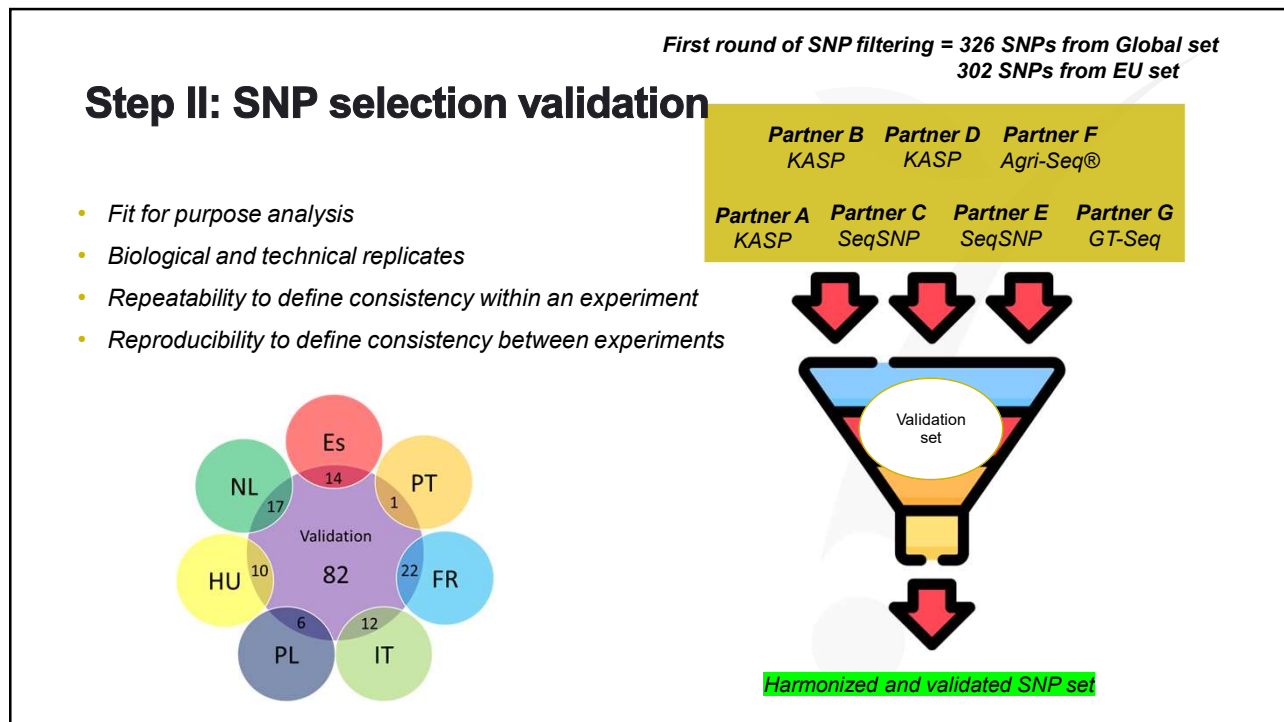 First round of SNP filtering = 326 SNPs from Global set
302 SNPs from EU set
Step II: SNP selection validation
Partner B
KASP
Partner D
KASP
Partner F
Agri-Seq®
Partner A
KASP
Partner C
SeqSNP
Partner E
SeqSNP
Partner G
GT-Seq
• Fit for purpose analysis
• Biological and technical replicates
• Repeatability to define consistency within an experiment
• Reproducibility to define consistency between experiments
Validation
set
Es
14
PT
1
NL
17
Validation
82
HU
10
22
FR
6
PL
12
IT
Harmonized and validated SNP set